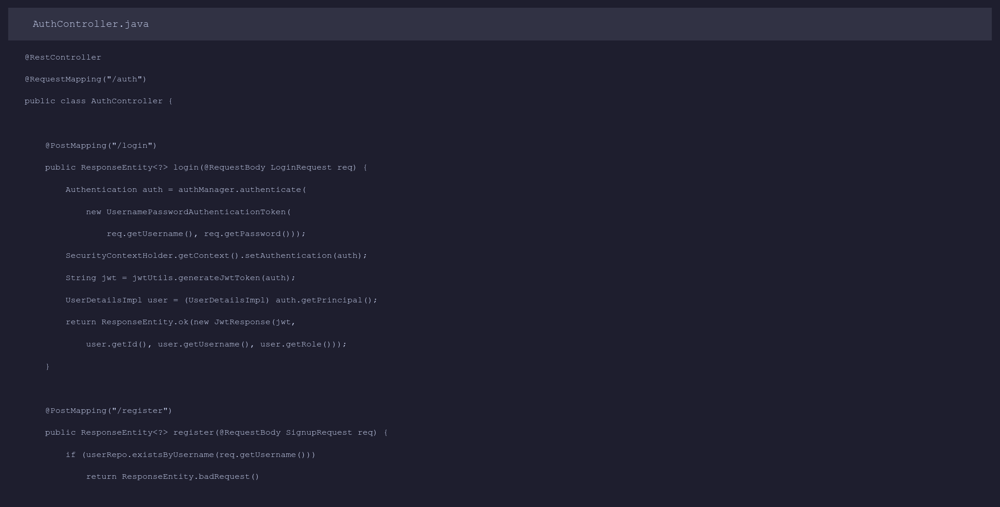 AuthController.java
@RestController
@RequestMapping("/auth")
public class AuthController {
@PostMapping("/login")
public ResponseEntity<?> login(@RequestBody LoginRequest req) {
Authentication auth = authManager.authenticate(
new UsernamePasswordAuthenticationToken(
req.getUsername(), req.getPassword()));
SecurityContextHolder.getContext().setAuthentication(auth);
String jwt = jwtUtils.generateJwtToken(auth);
UserDetailsImpl user = (UserDetailsImpl) auth.getPrincipal();
return ResponseEntity.ok(new JwtResponse(jwt,
user.getId(), user.getUsername(), user.getRole()));
}
@PostMapping("/register")
public ResponseEntity<?> register(@RequestBody SignupRequest req) {
if (userRepo.existsByUsername(req.getUsername()))
return ResponseEntity.badRequest()